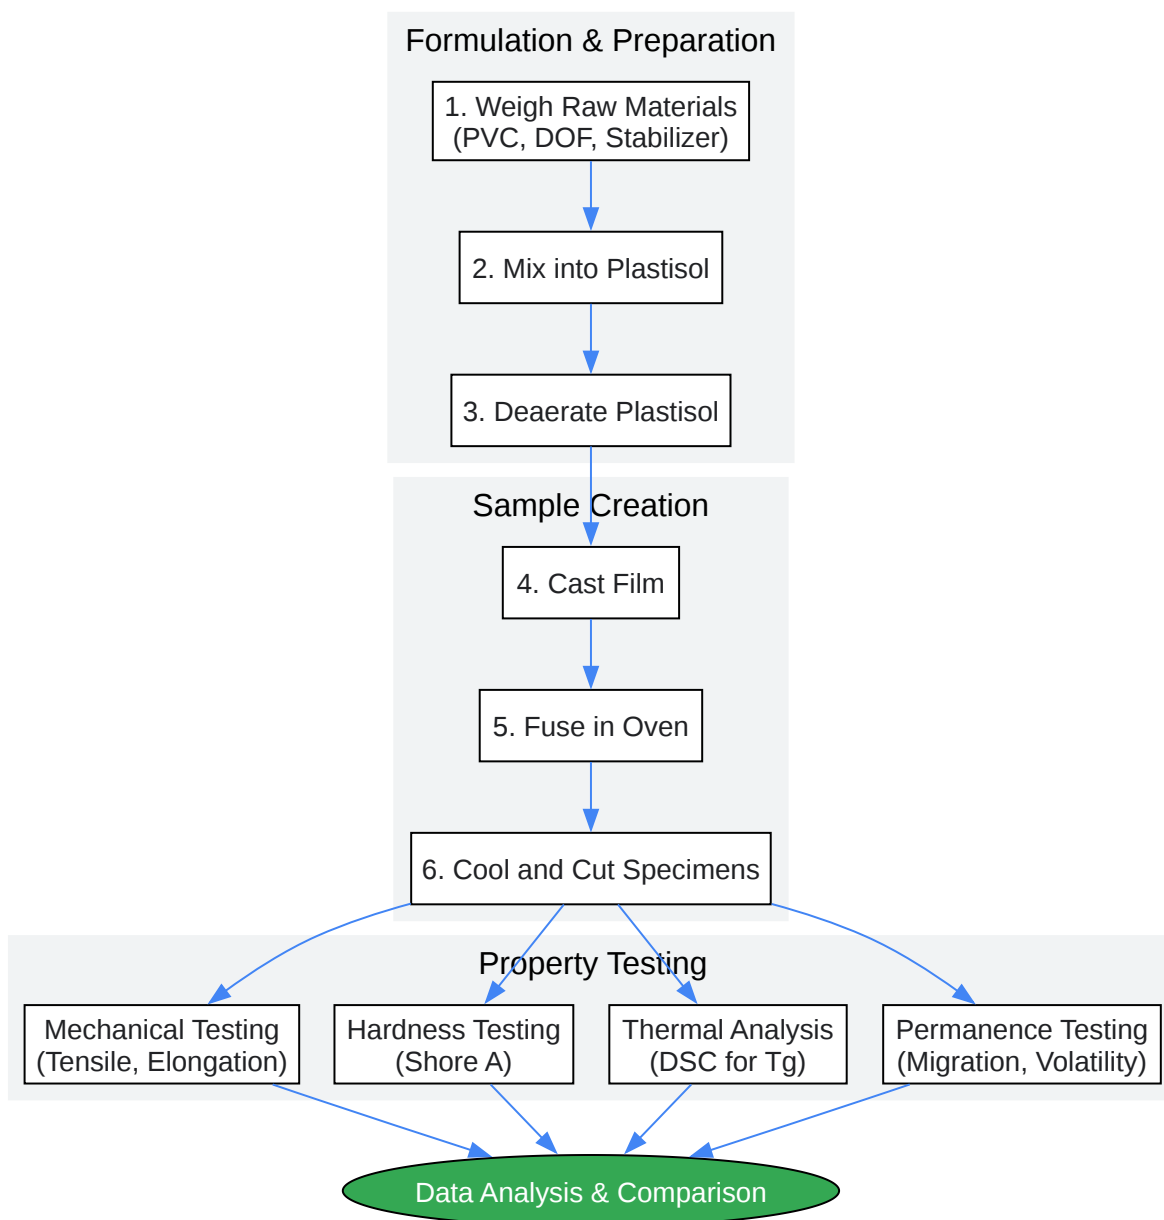 Formulation & Preparation
1. Weigh Raw Materials
(PVC, DOF, Stabilizer)
2. Mix into Plastisol
3. Deaerate Plastisol
Sample Creation
4. Cast Film
5. Fuse in Oven
6. Cool and Cut Specimens
Property Testing
Mechanical Testing
(Tensile, Elongation)
Hardness Testing
(Shore A)
Thermal Analysis
(DSC for Tg)
Permanence Testing
(Migration, Volatility)
Data Analysis & Comparison